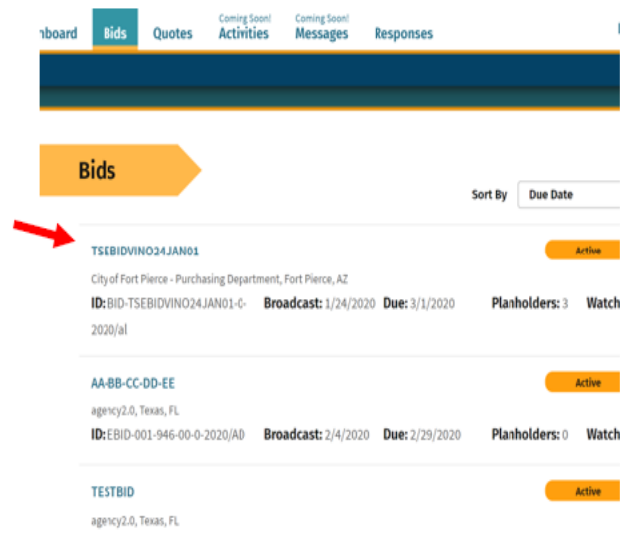 Bids Quotes Coming Soon! Activities Coming Soon! Messages Responses
Bids
Sort By Due Date
TSEBIDVINO24JAN01 Active
City of Fort Pierce - Purchasing Department, Fort Pierce, AZ
ID: BID-TSEBIDVINO24JAN01-0- Broadcast: 1/24/2020 Due: 3/1/2020 Planholders: 3 Watch
2020/al
AA-BB-CC-DD-EE Active
agency2.0, Texas, FL
ID: EBID-001-946-00-0-2020/AD Broadcast: 2/4/2020 Due: 2/29/2020 Planholders: 0 Watch
TESTBID Active
agency2.0, Texas, FL